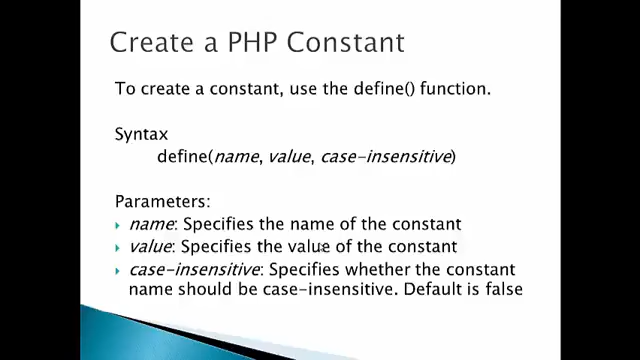 Create a PHP Constant
To create a constant, use the define() function.
Syntax
define(name, value, case-insensitive)
Parameters:
name: Specifies the name of the constant
value: Specifies the value of the constant
case-insensitive: Specifies whether the constant
name should be case-insensitive. Default is false